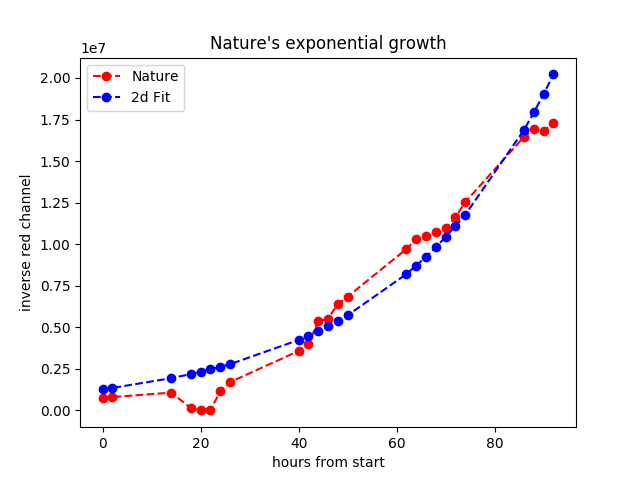 Nature's exponential growth
1e7
Nature
2d Fit
2.00
1.75
1.50
1.25
1.00
0.75
0.50
0.25
0.00
inverse red channel
0 20 40 60 80
hours from start